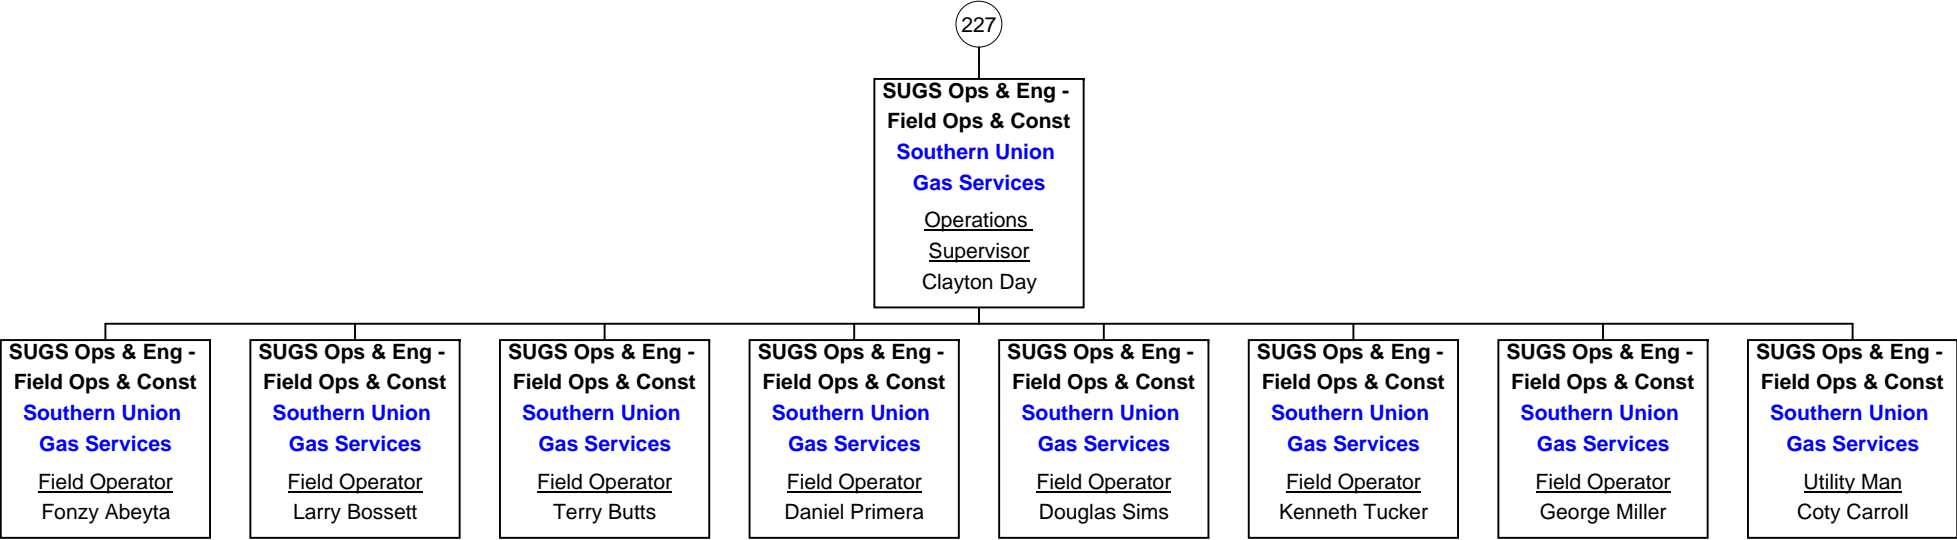 227
SUGS Ops & Eng -
Field Ops & Const
Southern Union
Gas Services
Operations
Supervisor
Clayton Day
SUGS Ops & Eng -
Field Ops & Const
Southern Union
Gas Services
Field Operator
Fonzy Abeyta
SUGS Ops & Eng -
Field Ops & Const
Southern Union
Gas Services
Field Operator
Larry Bossett
SUGS Ops & Eng -
Field Ops & Const
Southern Union
Gas Services
Field Operator
Terry Butts
SUGS Ops & Eng -
Field Ops & Const
Southern Union
Gas Services
Field Operator
Daniel Primera
SUGS Ops & Eng -
Field Ops & Const
Southern Union
Gas Services
Field Operator
Douglas Sims
SUGS Ops & Eng -
Field Ops & Const
Southern Union
Gas Services
Field Operator
Kenneth Tucker
SUGS Ops & Eng -
Field Ops & Const
Southern Union
Gas Services
Field Operator
George Miller
SUGS Ops & Eng -
Field Ops & Const
Southern Union
Gas Services
Utility Man
Coty Carroll